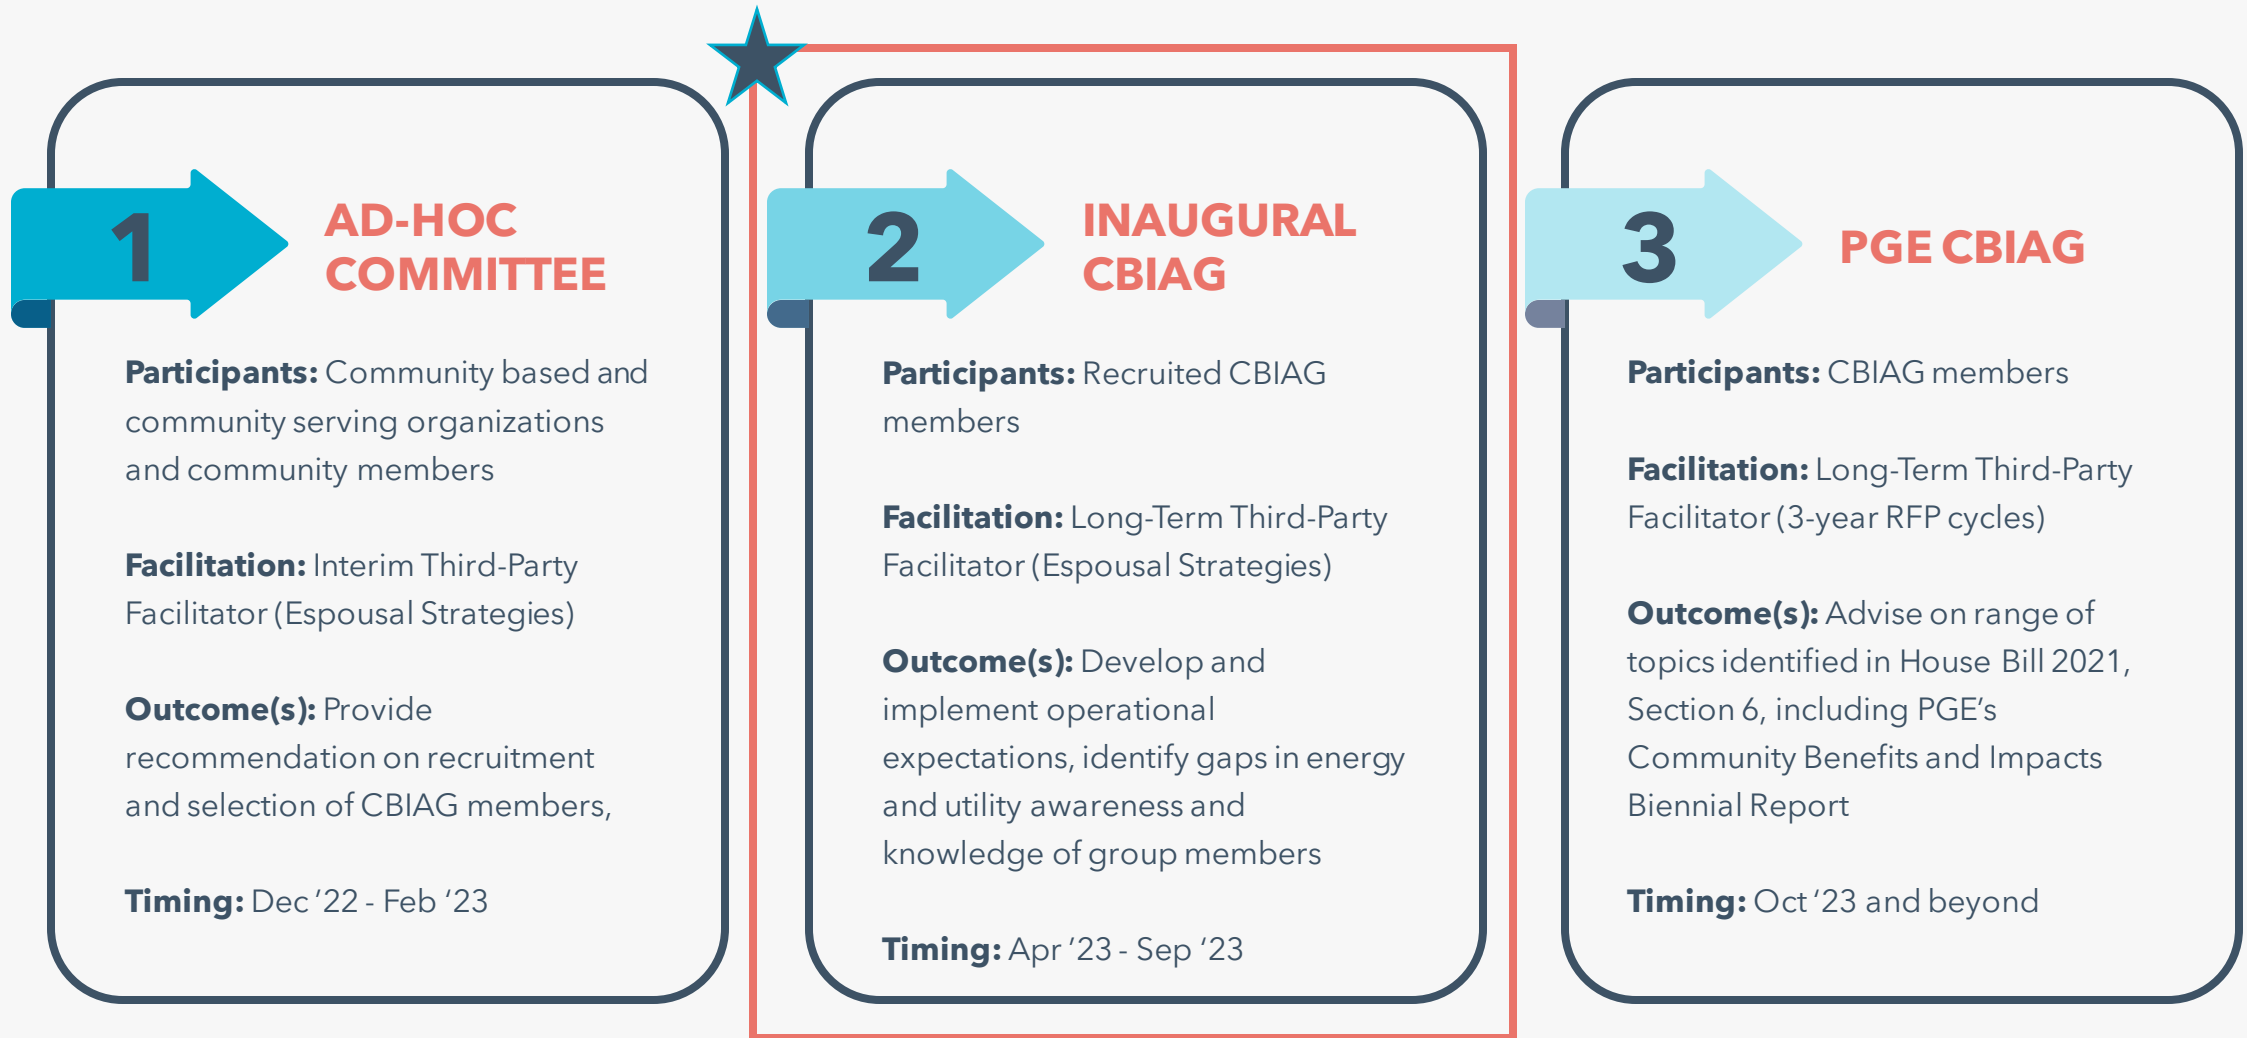 1
AD-HOC
COMMITTEE
Participants: Community based and
community serving organizations
and community members
Facilitation: Interim Third-Party
Facilitator (Espousal Strategies)
Outcome(s): Provide
recommendation on recruitment
and selection of CBIAG members,
Timing: Dec ’22 - Feb ‘23
2
INAUGURAL
CBIAG
Participants: Recruited CBIAG
members
Facilitation: Long-Term Third-Party
Facilitator (Espousal Strategies)
Outcome(s): Develop and
implement operational
expectations, identify gaps in energy
and utility awareness and
knowledge of group members
Timing: Apr ’23 - Sep ‘23
3
PGE CBIAG
Participants: CBIAG members
Facilitation: Long-Term Third-Party
Facilitator (3-year RFP cycles)
Outcome(s): Advise on range of
topics identified in House Bill 2021,
Section 6, including PGE’s
Community Benefits and Impacts
Biennial Report
Timing: Oct ‘23 and beyond